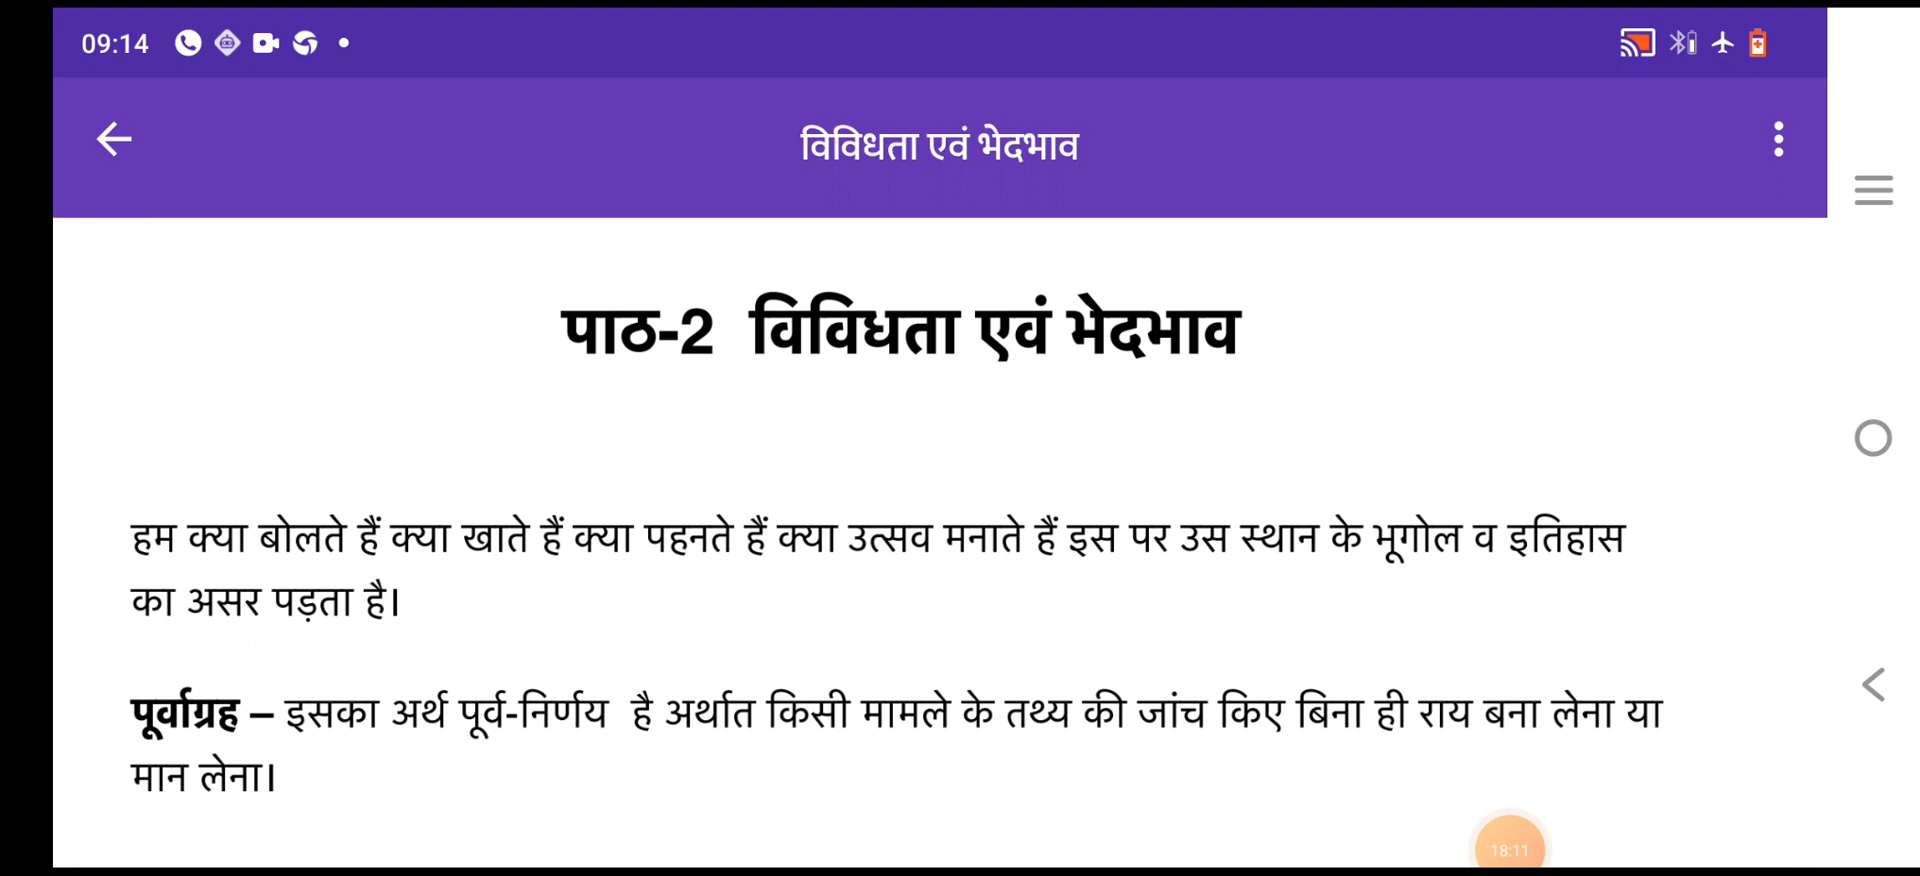 09:14
विविधता एवं भेदभाव
पाठ-2 विविधता एवं भेदभाव
हम क्या बोलते हैं क्या खाते हैं क्या पहनते हैं क्या उत्सव मनाते हैं इस पर उस स्थान के भूगोल व इतिहास
का असर पड़ता है।
पूर्वाग्रह – इसका अर्थ पूर्व-निर्णय है अर्थात किसी मामले के तथ्य की जांच किए बिना ही राय बना लेना या
मान लेना।
18:11